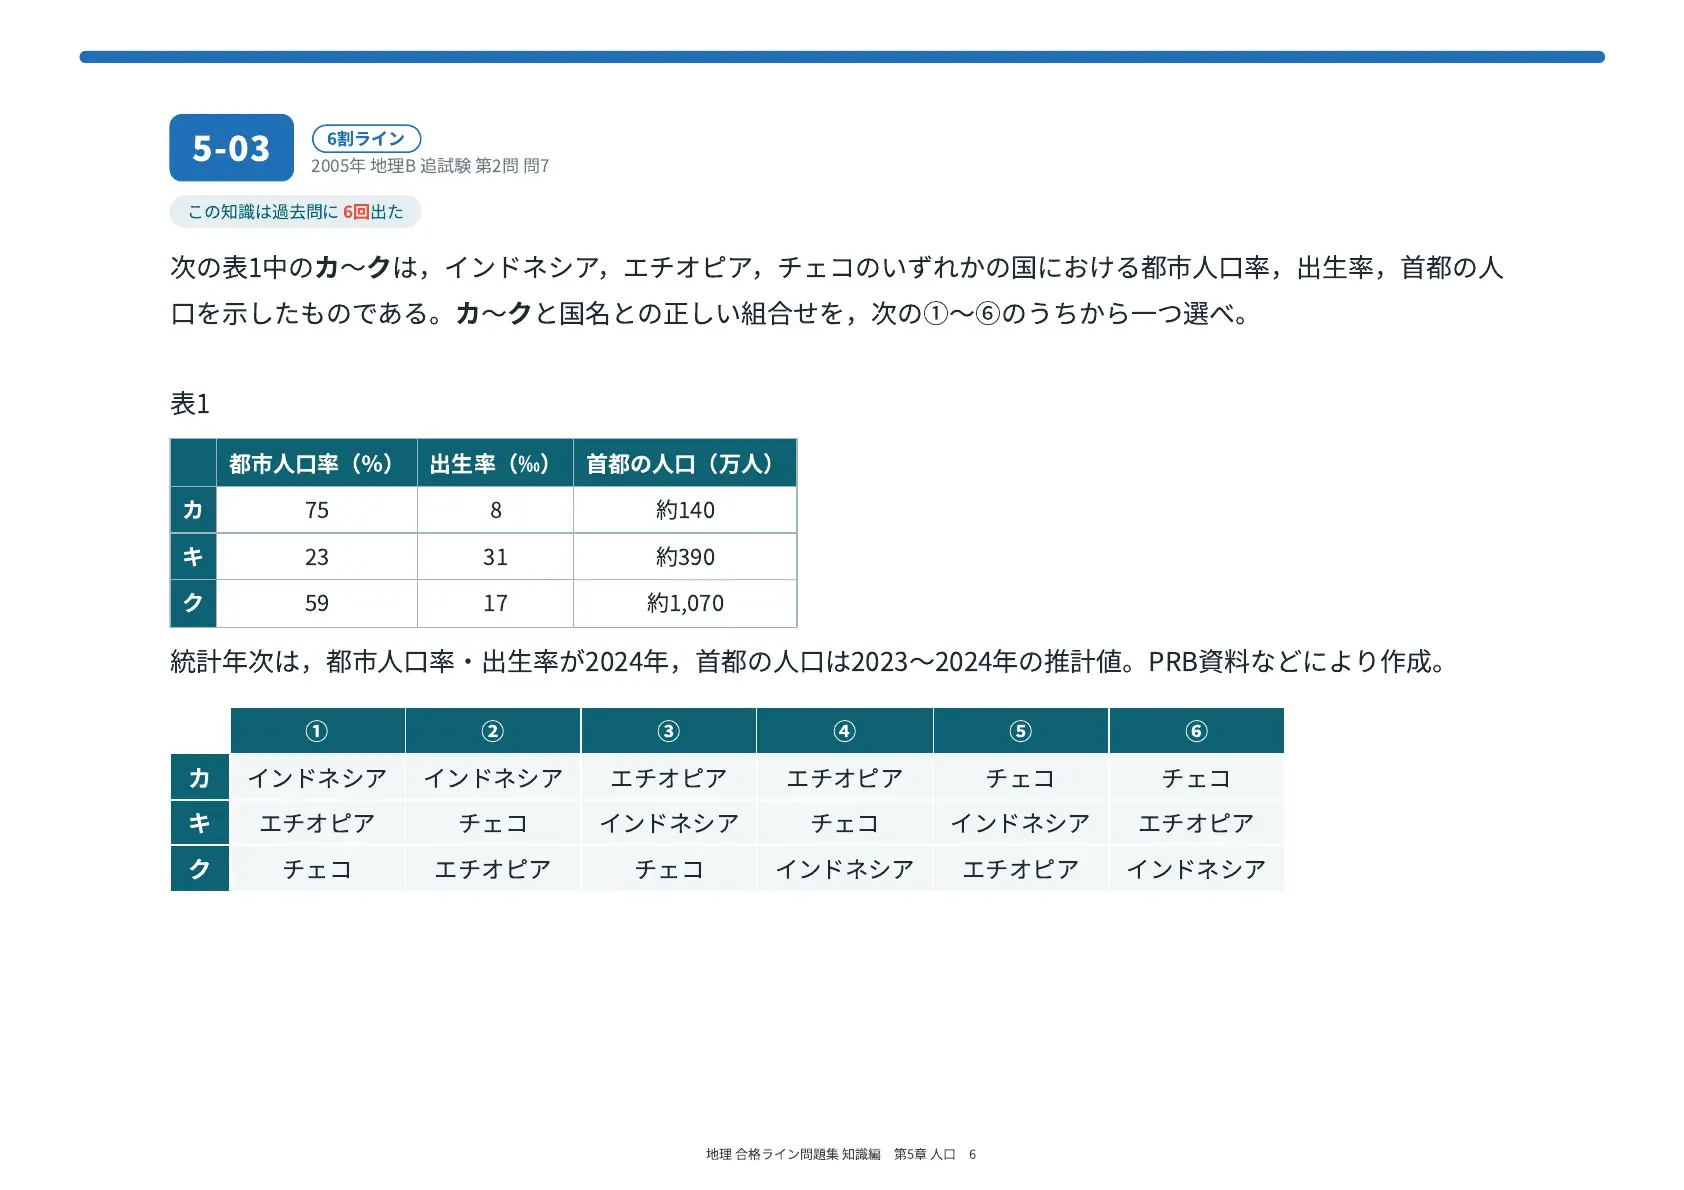 5-03
6割ライン
2005年 地理B 追試験 第2問 問7
この知識は過去問に 6回出た
次の表1中のカ～クは，インドネシア，エチオピア，チェコのいずれかの国における都市人口率，出生率，首都の人
口を示したものである。カ～クと国名との正しい組合せを，次の①～⑥のうちから一つ選べ。
表1
都市人口率（%） 出生率（‰） 首都の人口（万人）
カ 75 8 約140
キ 23 31 約390
ク 59 17 約1,070
統計年次は，都市人口率・出生率が2024年，首都の人口は2023～2024年の推計値。PRB資料などにより作成。
① ② ③ ④ ⑤ ⑥
カ インドネシア インドネシア エチオピア エチオピア チェコ チェコ
キ エチオピア チェコ インドネシア チェコ インドネシア エチオピア
ク チェコ エチオピア チェコ インドネシア エチオピア インドネシア
地理 合格ライン問題集 知識編　第5章 人口　6